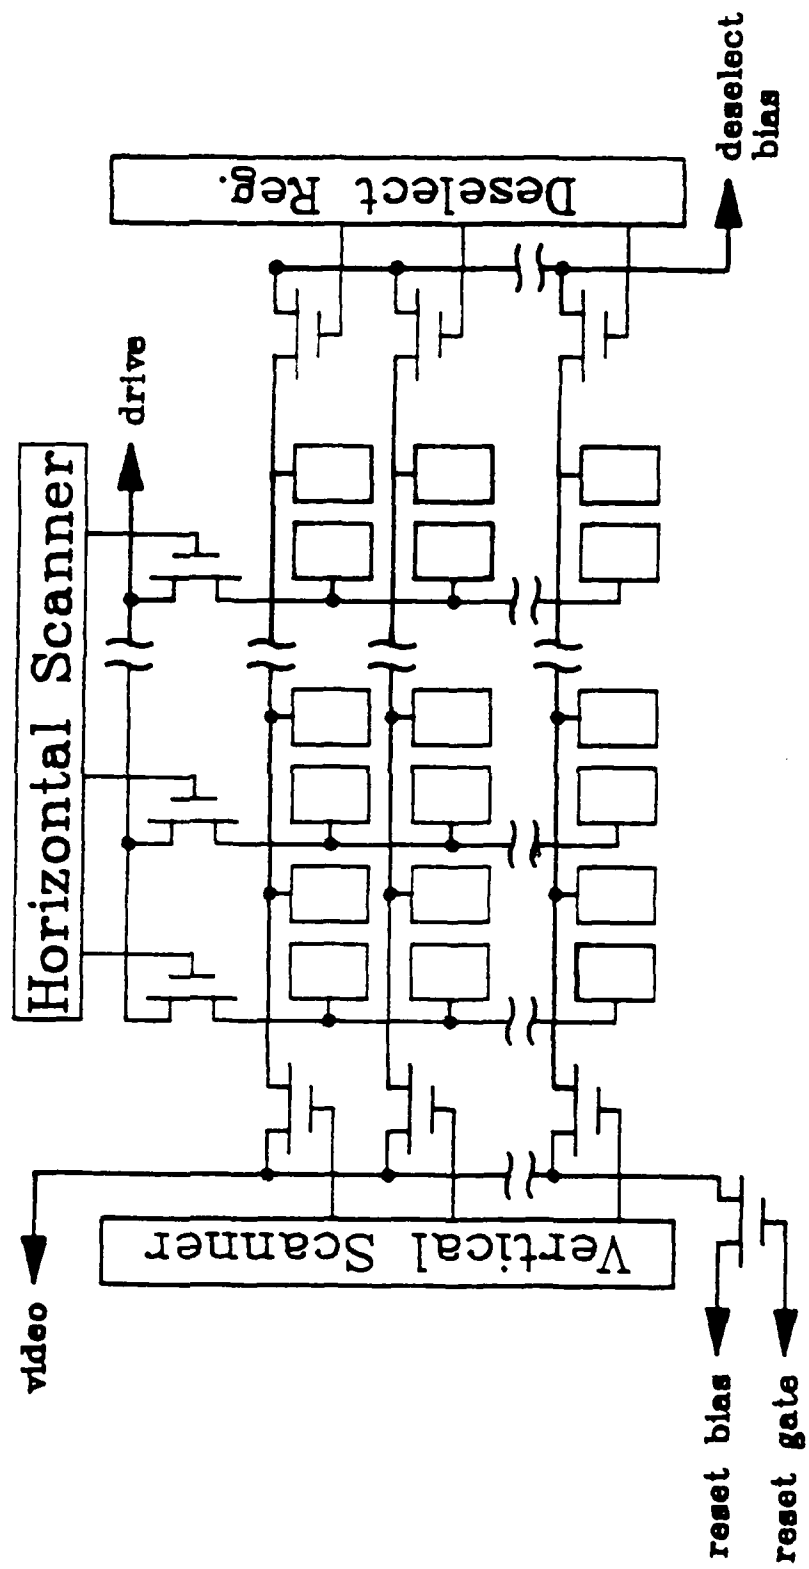 Horizontal Scanner
drive
Deselect Reg.
deselect
bias
video
Vertical Scanner
reset bias
reset gate